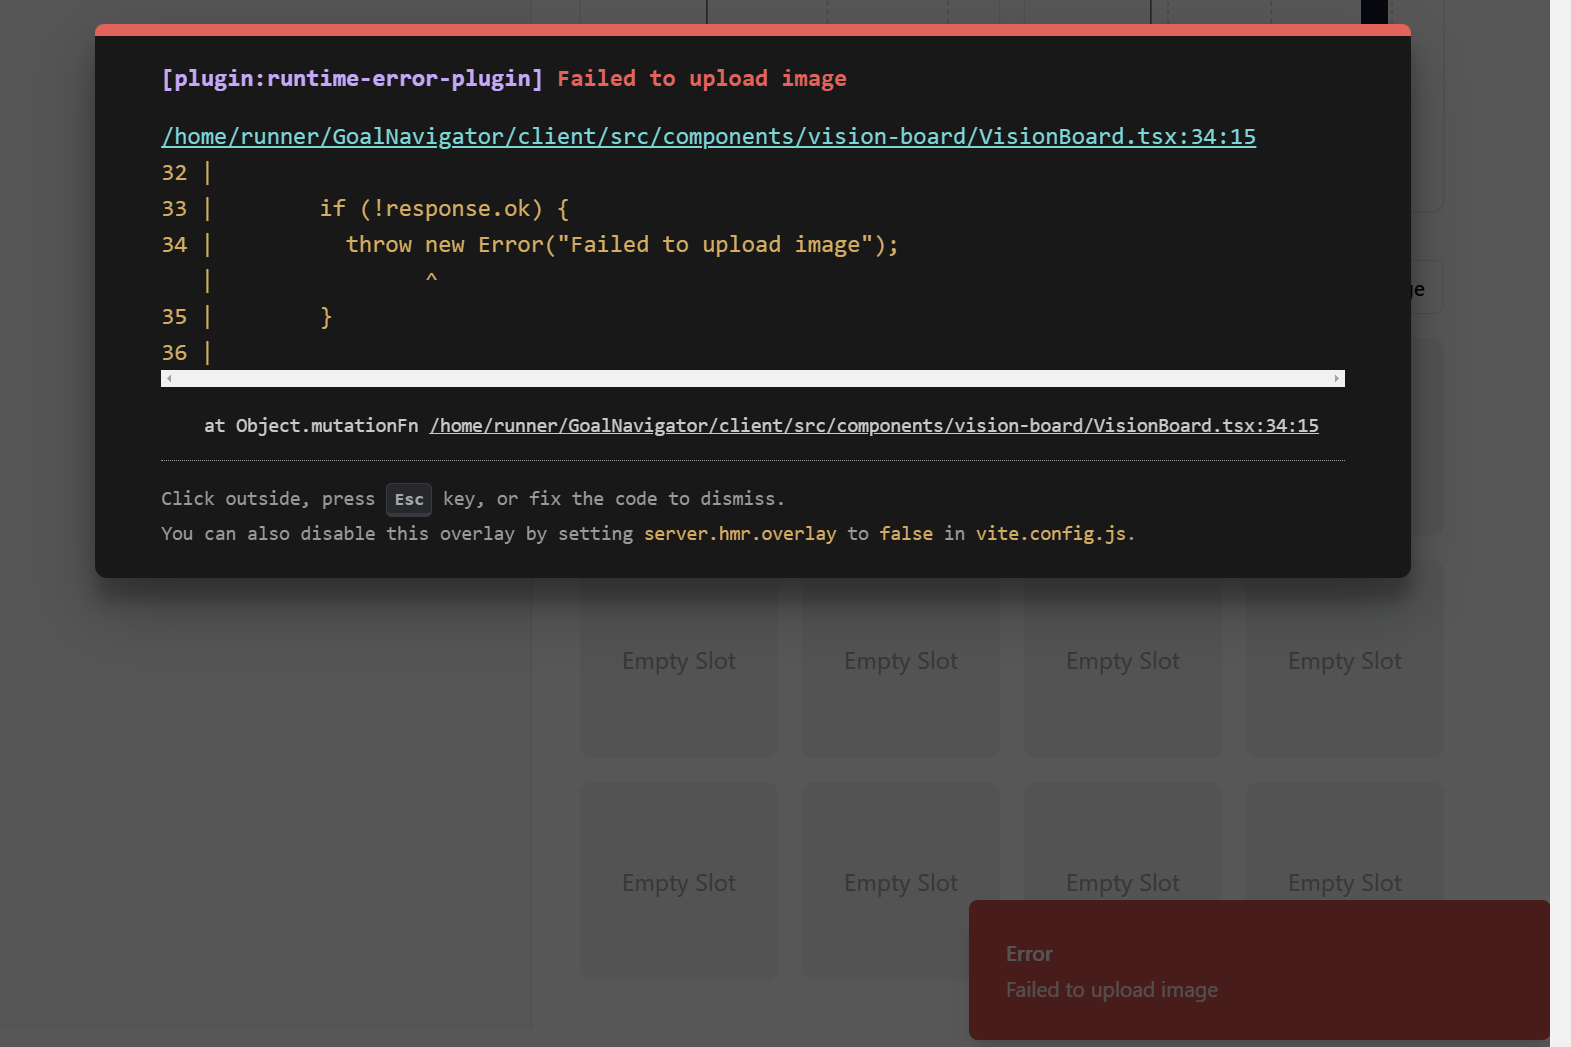 [plugin:runtime-error-plugin] Failed to upload image
/home/runner/GoalNavigator/client/src/components/vision-board/VisionBoard.tsx:34:15
32 |
33 |        if (!response.ok) {
34 |          throw new Error("Failed to upload image");
   |                ^
35 |        }
36 |
at Object.mutationFn /home/runner/GoalNavigator/client/src/components/vision-board/VisionBoard.tsx:34:15
Click outside, press Esc key, or fix the code to dismiss.
You can also disable this overlay by setting server.hmr.overlay to false in vite.config.js.
Empty Slot Empty Slot Empty Slot Empty Slot
Empty Slot Empty Slot Empty Slot Empty Slot
Error
Failed to upload image